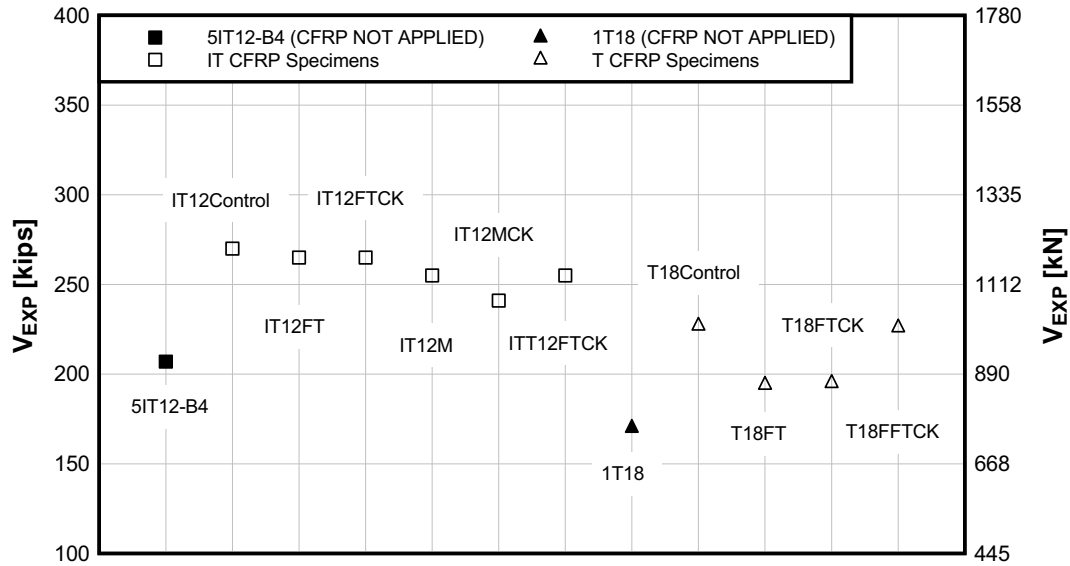 5IT12-B4 (CFRP NOT APPLIED)
1T18 (CFRP NOT APPLIED)
IT CFRP Specimens
T CFRP Specimens
400
350
300
250
200
150
100
1780
1558
1335
1112
890
668
445
VEXP [kips]
VEXP [kN]
IT12Control
IT12FTCK
IT12MCK
T18Control
IT12FT
IT12M
ITT12FTCK
T18FTCK
5IT12-B4
T18FT
T18FFTCK
1T18